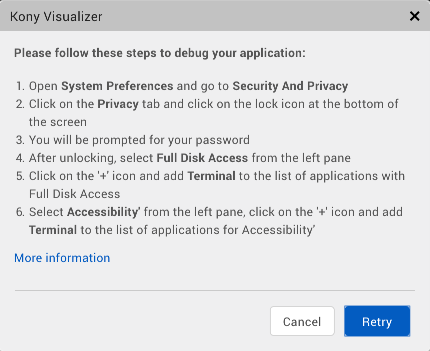 Kony Visualizer
Please follow these steps to debug your application:
1. Open System Preferences and go to Security And Privacy
2. Click on the Privacy tab and click on the lock icon at the bottom of
the screen
3. You will be prompted for your password
4. After unlocking, select Full Disk Access from the left pane
5. Click on the '+' icon and add Terminal to the list of applications with
Full Disk Access
6. Select Accessibility' from the left pane, click on the '+' icon and add
Terminal to the list of applications for Accessibility'
More information
Cancel
Retry